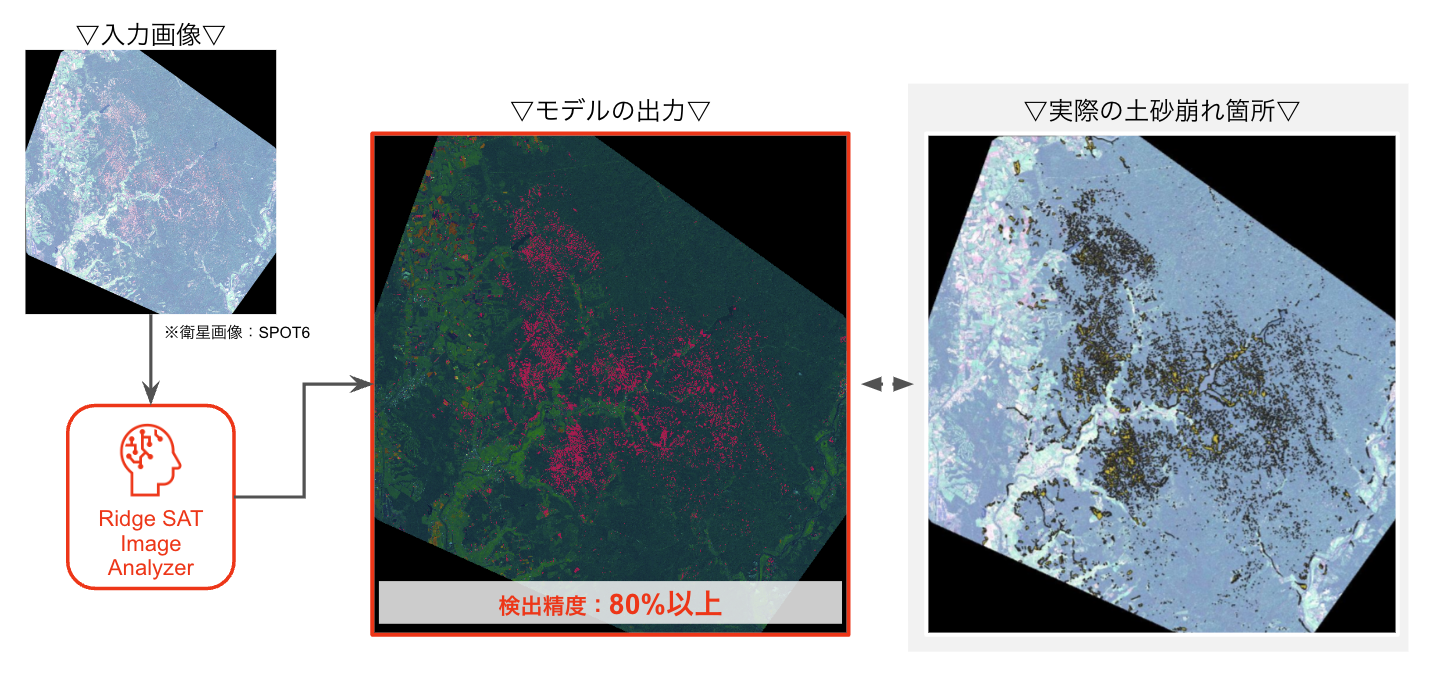 ▽入力画像▽
※衛星画像：SPOT6
Ridge SAT
Image
Analyzer
▽モデルの出力▽
検出精度：80%以上
▽実際の土砂崩れ箇所▽